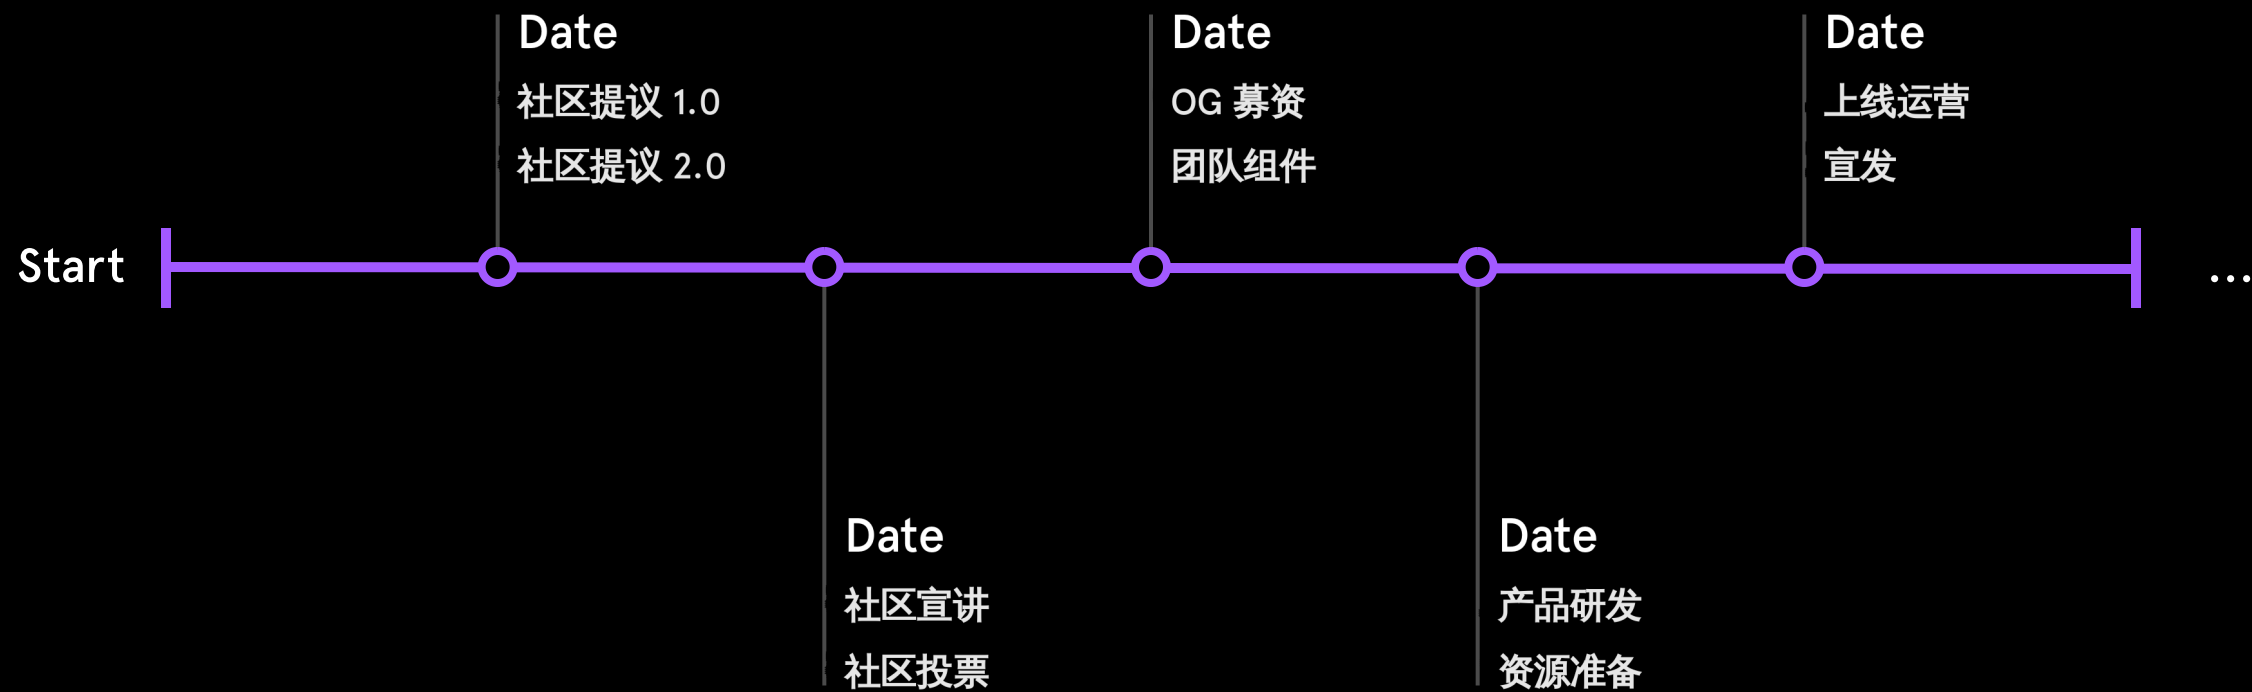 Date
社区提议 1.0
社区提议 2.0
Date
OG 募资
团队组件
Date
上线运营
宣发
Start
...
Date
社区宣讲
社区投票
Date
产品研发
资源准备